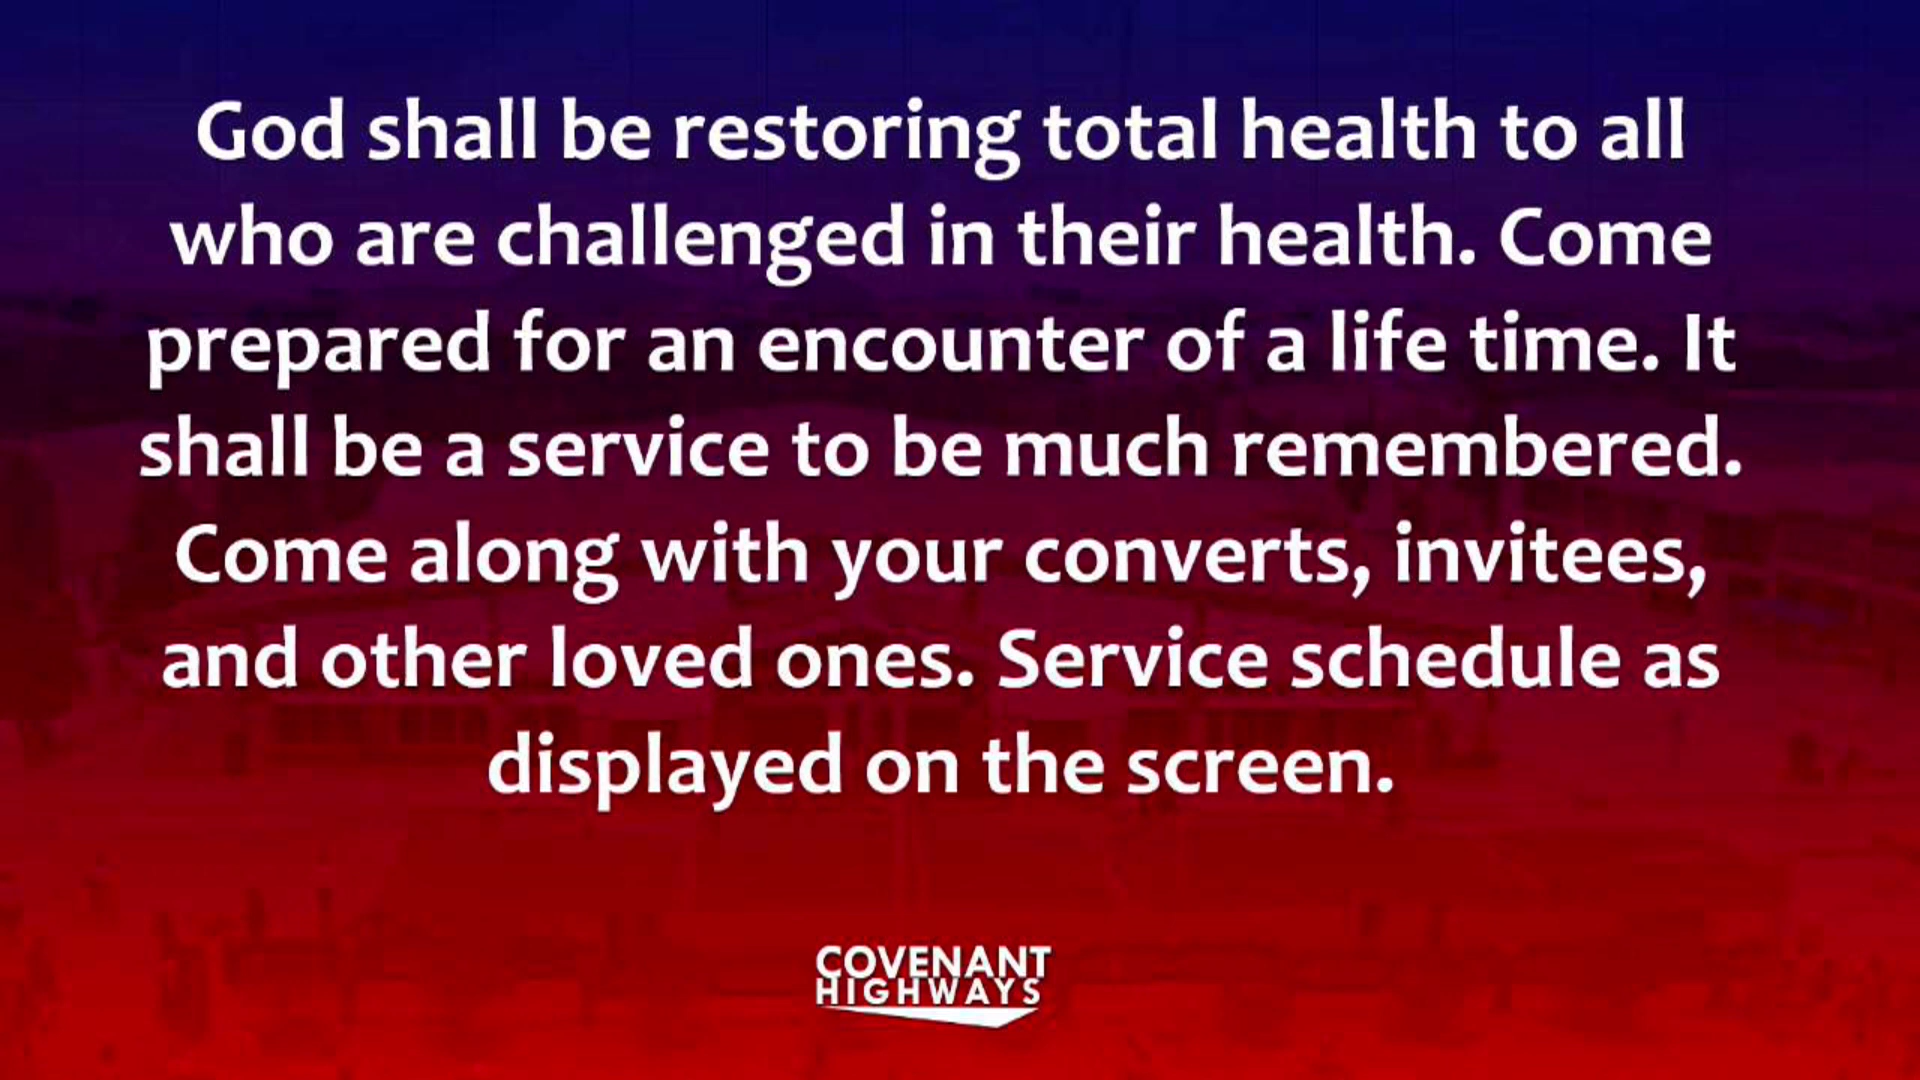 God shall be restoring total health to all
who are challenged in their health. Come
prepared for an encounter of a life time. It
shall be a service to be much remembered.
Come along with your converts, invitees,
and other loved ones. Service schedule as
displayed on the screen.
COVENANT
HIGHWAYS